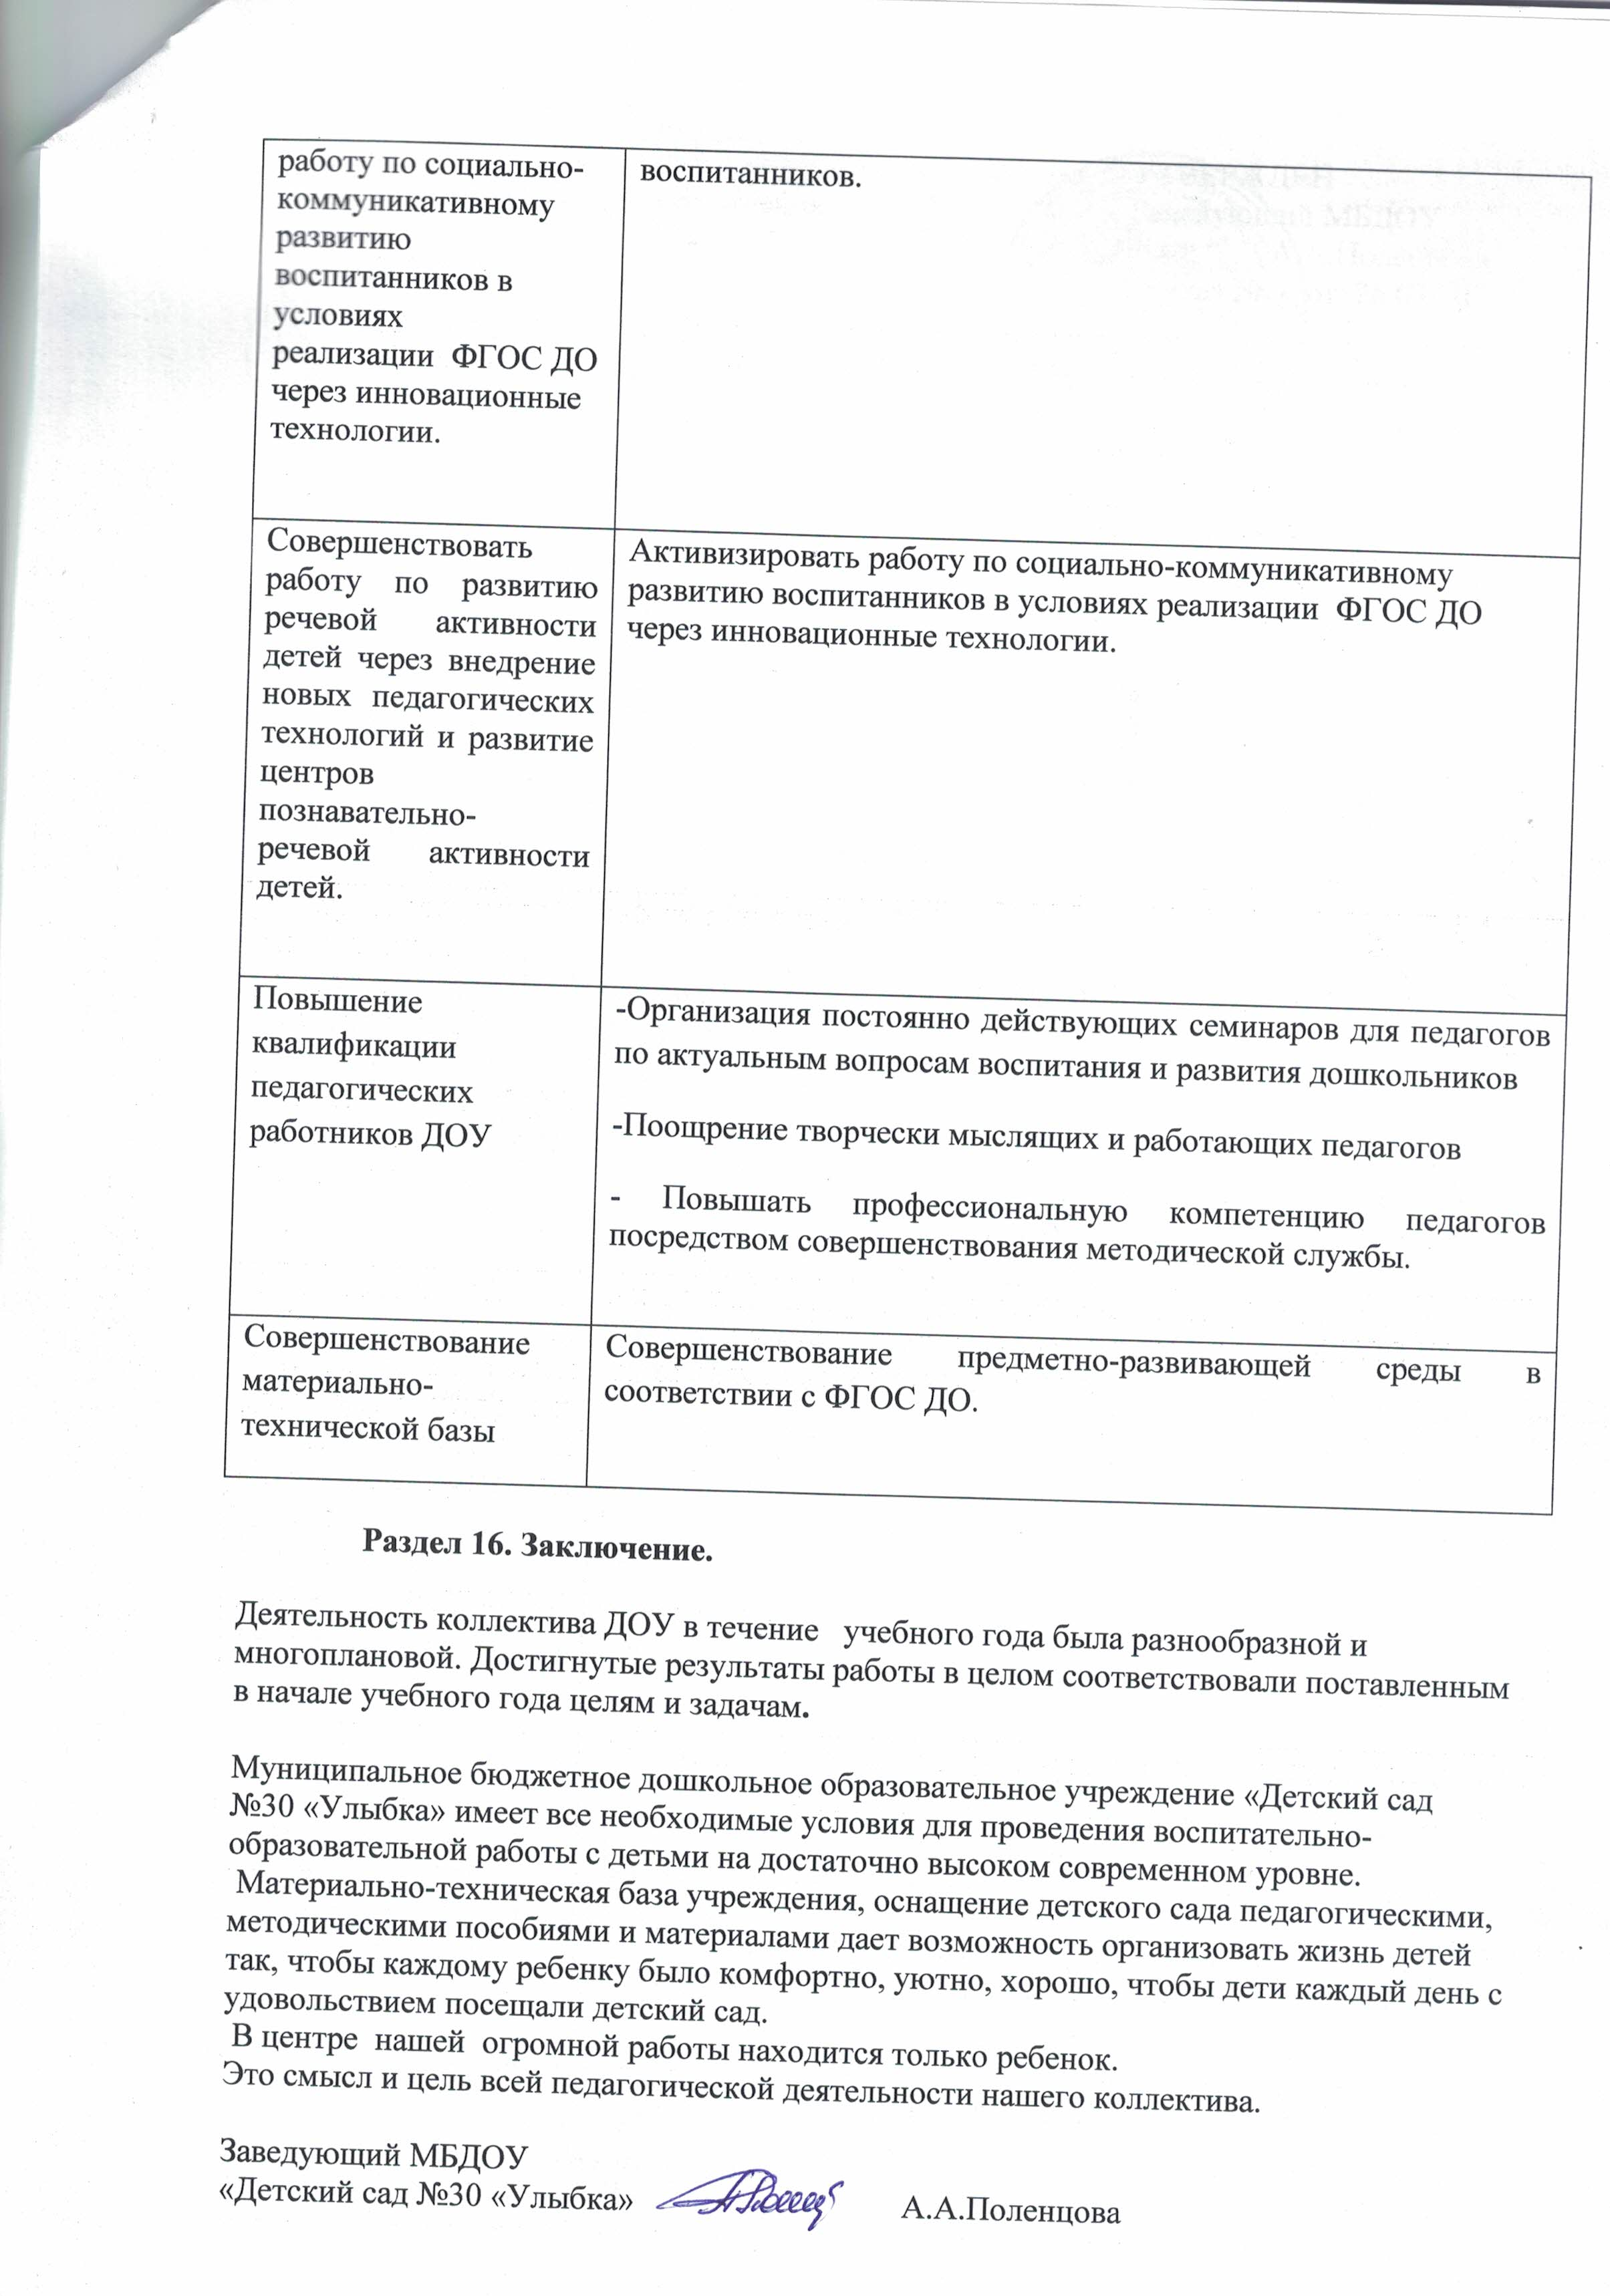 работу по социально-
коммуникативному
развитию
воспитанников в
условиях
реализации ФГОС ДО
через инновационные
технологии.
воспитанников.
Совершенствовать
работу по развитию
речевой активности
детей через внедрение
новых педагогических
технологий и развитие
центров
познавательно-
речевой активности
детей.
Активизировать работу по социально-коммуникативному
развитию воспитанников в условиях реализации ФГОС ДО
через инновационные технологии.
Повышение
квалификации
педагогических
работников ДОУ
-Организация постоянно действующих семинаров для педагогов
по актуальным вопросам воспитания и развития дошкольников
-Поощрение творчески мыслящих и работающих педагогов
- Повышать профессиональную компетенцию педагогов
посредством совершенствования методической службы.
Совершенствование
материально-
технической базы
Совершенствование предметно-развивающей среды в
соответствии с ФГОС ДО.
Раздел 16. Заключение.
Деятельность коллектива ДОУ в течение учебного года была разнообразной и
многоплановой. Достигнутые результаты работы в целом соответствовали поставленным
в начале учебного года целям и задачам.
Муниципальное бюджетное дошкольное образовательное учреждение «Детский сад
№30 «Улыбка» имеет все необходимые условия для проведения воспитательно-
образовательной работы с детьми на достаточно высоком современном уровне.
Материально-техническая база учреждения, оснащение детского сада педагогическими,
методическими пособиями и материалами дает возможность организовать жизнь детей
так, чтобы каждому ребенку было комфортно, уютно, хорошо, чтобы дети каждый день с
удовольствием посещали детский сад.
В центре нашей огромной работы находится только ребенок.
Это смысл и цель всей педагогической деятельности нашего коллектива.
Заведующий МБДОУ
«Детский сад №30 «Улыбка» А.А.Поленцова